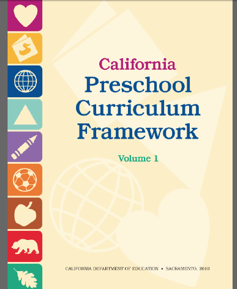 California
Preschool
Curriculum
Framework
Volume 1
CALIFORNIA DEPARTMENT OF EDUCATION • SACRAMENTO, 2010